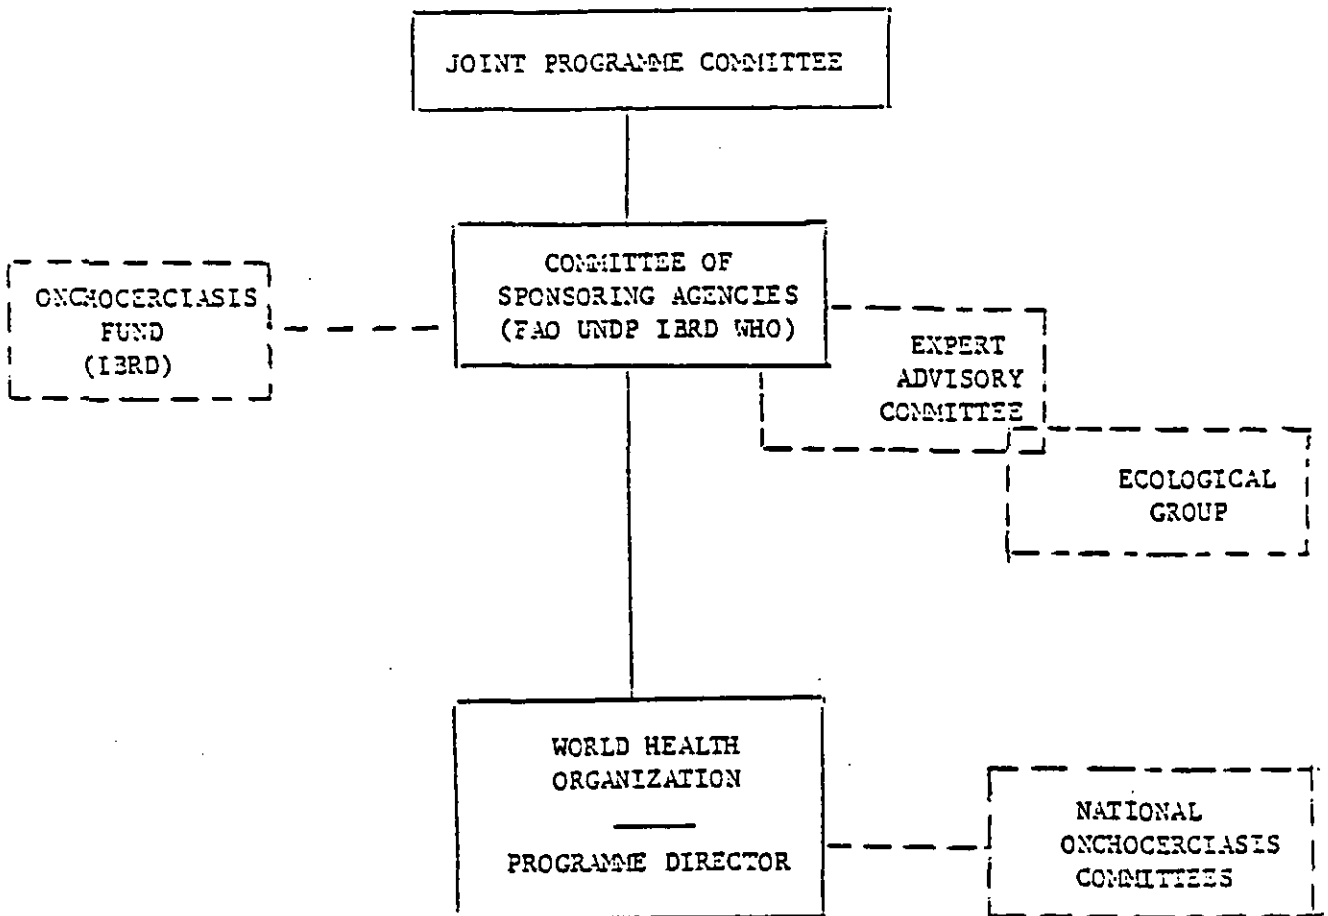 JOINT PROGRAMME COMMITTEE
COMMITTEE OF
SPONSORING AGENCIES
(FAO UNDP IBRD WHO)
ONCHOCERCIASIS
FUND
(IBRD)
EXPERT
ADVISORY
COMMITTEE
ECOLOGICAL
GROUP
WORLD HEALTH
ORGANIZATION
PROGRAMME DIRECTOR
NATIONAL
ONCHOCERCIASIS
COMMITTEES